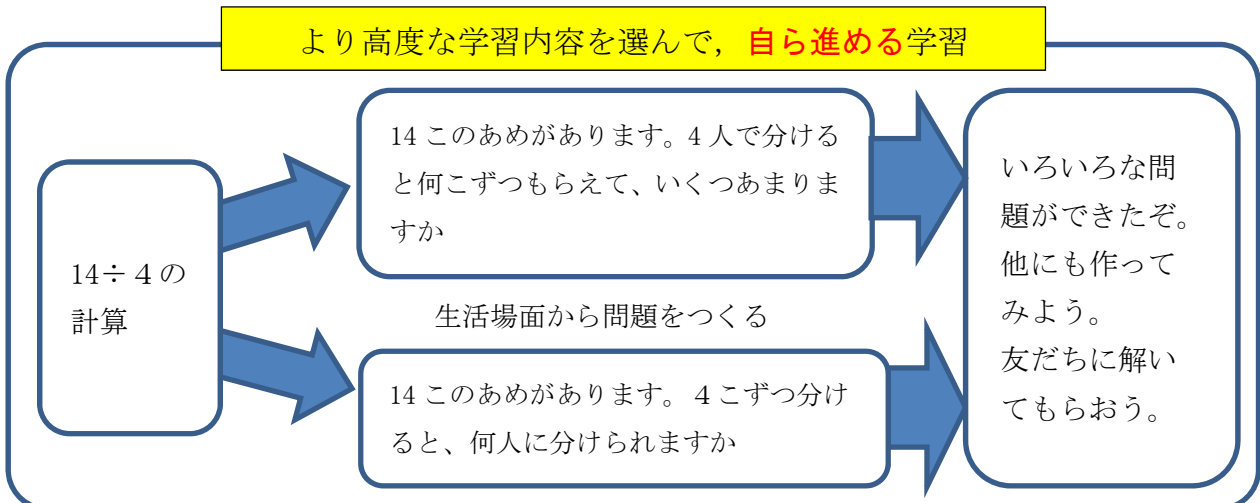 より高度な学習内容を選んで，自ら進める学習
14÷４の
計算
14 このあめがあります。4 人で分ける
と何こずつもらえて、いくつあまりま
すか
生活場面から問題をつくる
14 このあめがあります。４こずつ分け
ると、何人に分けられますか
いろいろな問
題ができたぞ。
他にも作って
みよう。
友だちに解い
てもらおう。